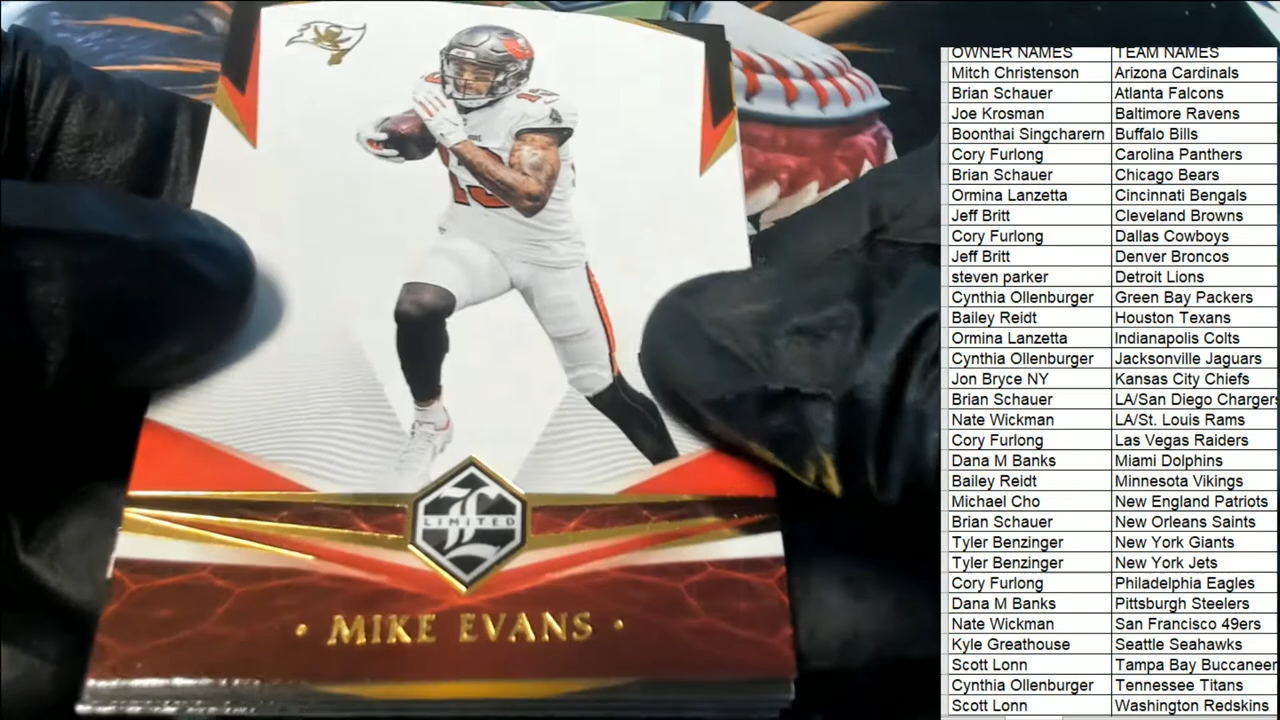 LIMITED
• MIKE EVANS •
OWNER NAMES TEAM NAMES
Mitch Christenson Arizona Cardinals
Brian Schauer Atlanta Falcons
Joe Krosman Baltimore Ravens
Boonthai Singcharern Buffalo Bills
Cory Furlong Carolina Panthers
Brian Schauer Chicago Bears
Ormina Lanzetta Cincinnati Bengals
Jeff Britt Cleveland Browns
Cory Furlong Dallas Cowboys
Jeff Britt Denver Broncos
steven parker Detroit Lions
Cynthia Ollenburger Green Bay Packers
Bailey Reidt Houston Texans
Ormina Lanzetta Indianapolis Colts
Cynthia Ollenburger Jacksonville Jaguars
Jon Bryce NY Kansas City Chiefs
Brian Schauer LA/San Diego Chargers
Nate Wickman LA/St. Louis Rams
Cory Furlong Las Vegas Raiders
Dana M Banks Miami Dolphins
Bailey Reidt Minnesota Vikings
Michael Cho New England Patriots
Brian Schauer New Orleans Saints
Tyler Benzinger New York Giants
Tyler Benzinger New York Jets
Cory Furlong Philadelphia Eagles
Dana M Banks Pittsburgh Steelers
Nate Wickman San Francisco 49ers
Kyle Greathouse Seattle Seahawks
Scott Lonn Tampa Bay Buccaneer
Cynthia Ollenburger Tennessee Titans
Scott Lonn Washington Redskins